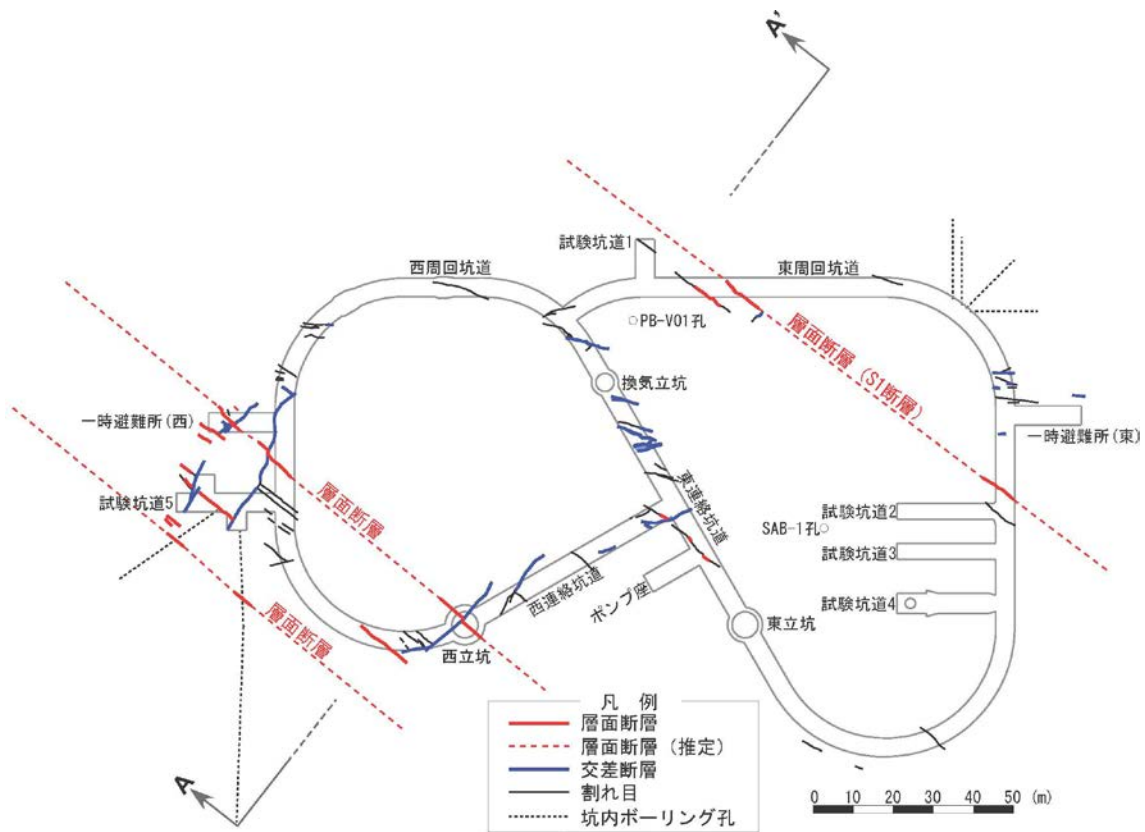 A'
試験坑道1
西周回坑道
東周回坑道
PB-V01孔
層面断層(S1断層)
換気立坑
一時避難所(西)
一時避難所(東)
層面断層
東連絡坑道
試験坑道5
試験坑道2
SAB-1孔
試験坑道3
西連絡坑道
ポンプ座
試験坑道4
層面断層
東立坑
西立坑
凡 例
層面断層
層面断層(推定)
交差断層
割れ目
坑内ボーリング孔
A
0 10 20 30 40 50 (m)